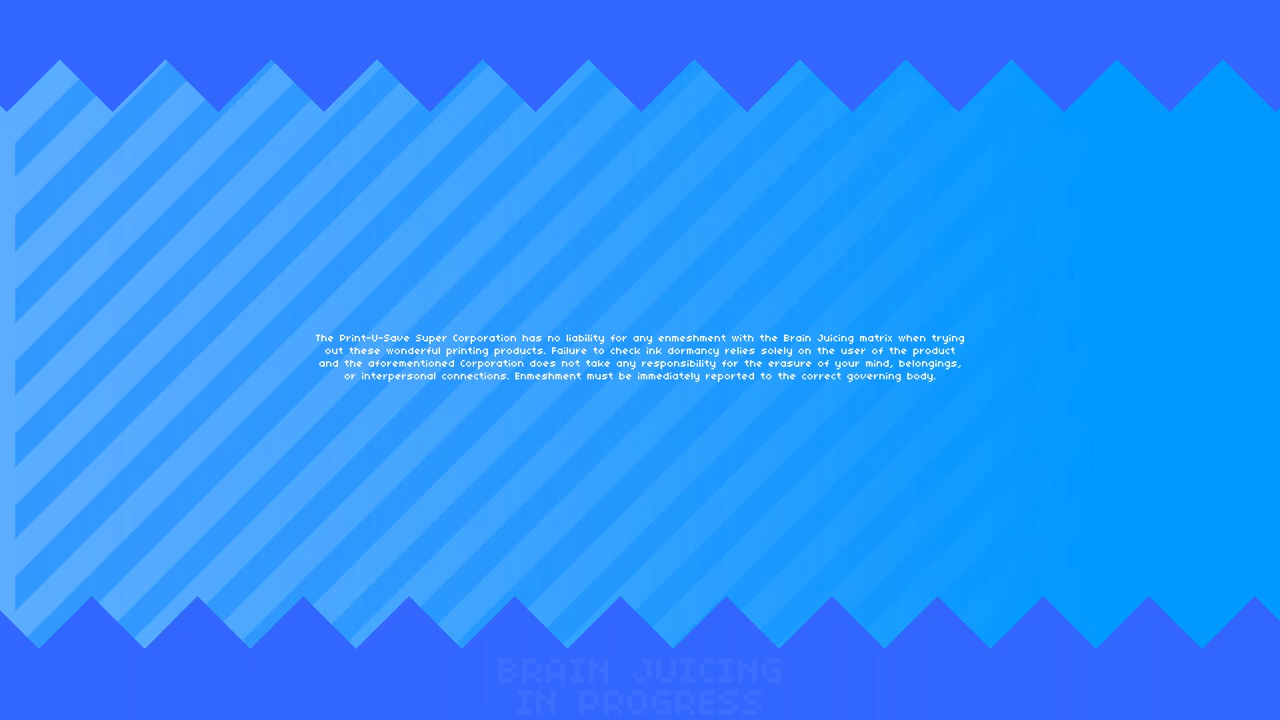 The Print-U-Save Super Corporation has no liability for any enmeshment with the Brain Juicing matrix when trying
out these wonderful printing products. Failure to check ink dormancy relies solely on the user of the product
and the aforementioned Corporation does not take any responsibility for the erasure of your mind, belongings,
or interpersonal connections. Enmeshment must be immediately reported to the correct governing body.
BRAIN JUICING
IN PROGRESS